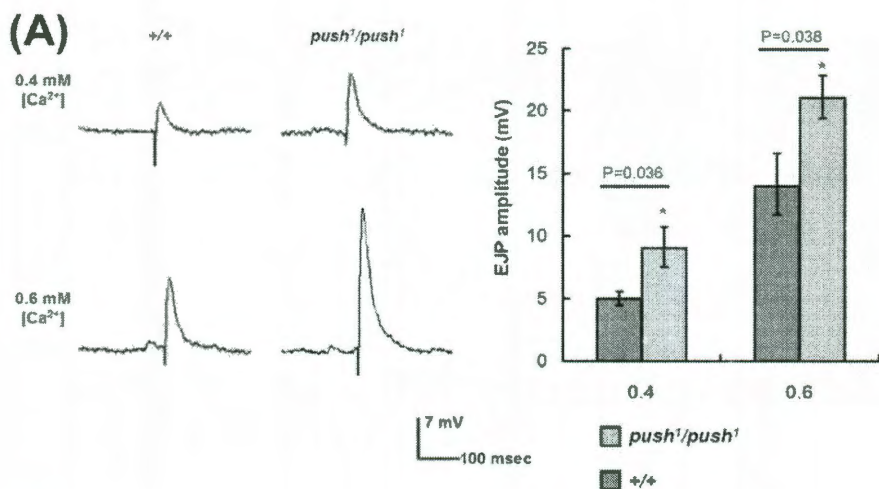 (A)
+/+
push¹/push¹
0.4 mM
[Ca²⁺]
0.6 mM
[Ca²⁺]
7 mV
100 msec
EJP amplitude (mV)
25
20
15
10
5
0
P=0.036
*
P=0.038
*
0.4
0.6
push¹/push¹
+/+